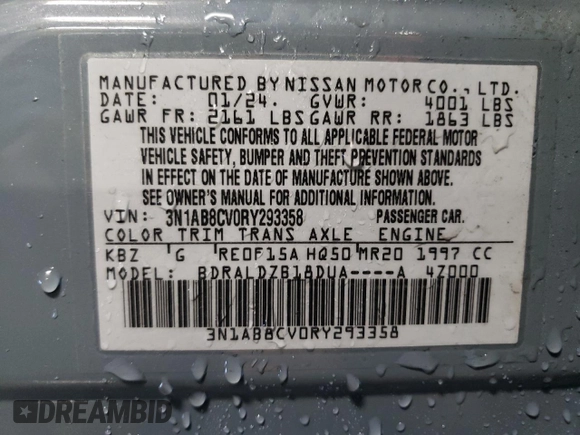 MANUFACTURED BY NISSAN MOTOR CO., LTD.
DATE: 01/24. GVWR: 4001 LBS
GAWR FR: 2161 LBS GAWR RR: 1863 LBS
THIS VEHICLE CONFORMS TO ALL APPLICABLE FEDERAL MOTOR
VEHICLE SAFETY, BUMPER AND THEFT PREVENTION STANDARDS
IN EFFECT ON THE DATE OF MANUFACTURE SHOWN ABOVE.
SEE OWNER'S MANUAL FOR ADDITIONAL INFORMATION.
VIN: 3N1AB8CV0RY293358 PASSENGER CAR.
COLOR TRIM TRANS AXLE ENGINE
KBZ G RE0F15A HQ50 MR20 1997 CC
MODEL: BDRALDZB18DUA----A 4Z000
3N1AB8CV0RY293358
DREAMBID